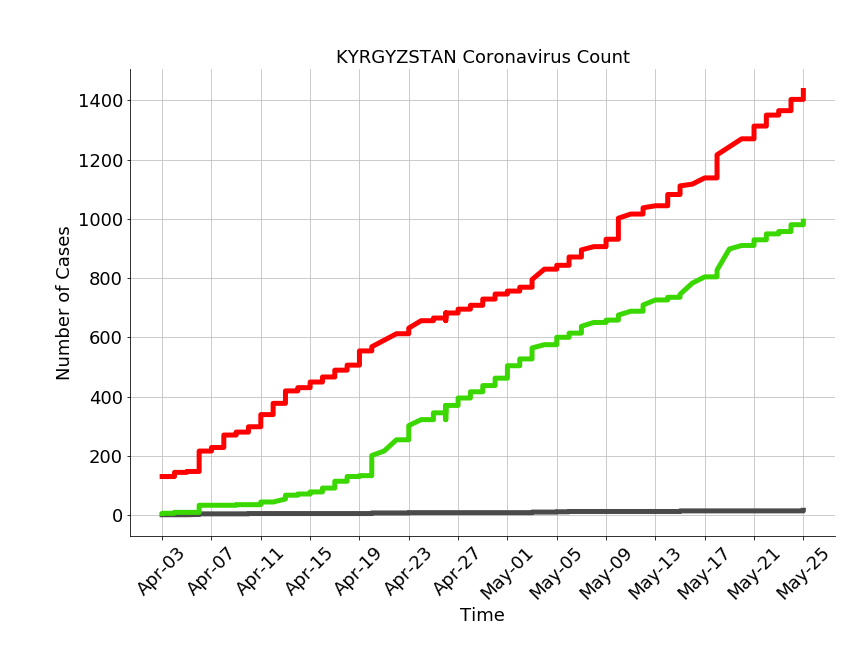 KYRGYZSTAN Coronavirus Count
Number of Cases
1400
1200
1000
800
600
400
200
0
Apr-03
Apr-07
Apr-11
Apr-15
Apr-19
Apr-23
Apr-27
May-01
May-05
May-09
May-13
May-17
May-21
May-25
Time